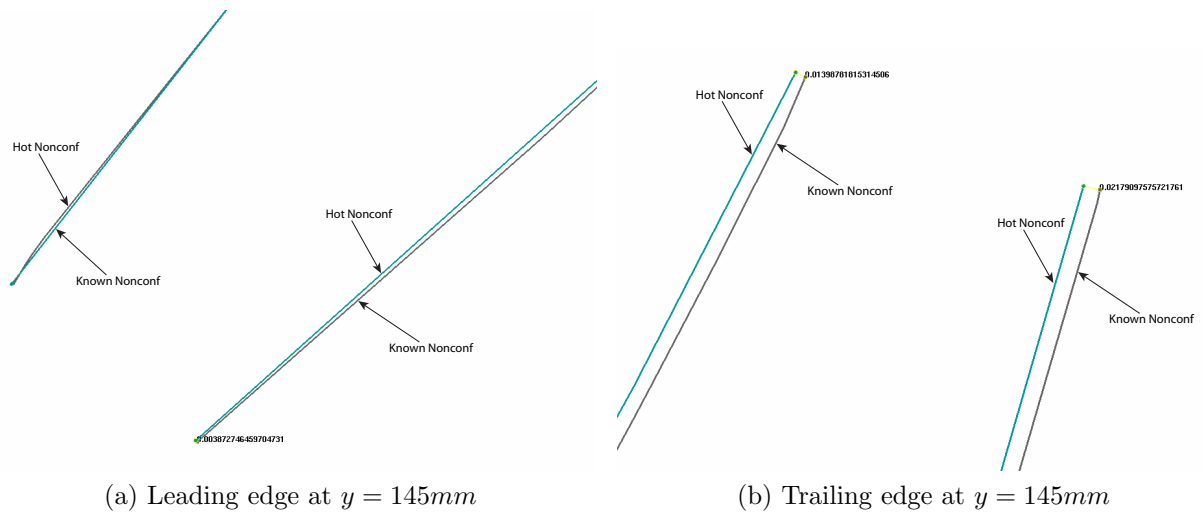 Hot Nonconf
Known Nonconf
Hot Nonconf
Known Nonconf
0.003872746459704731
(a) Leading edge at y = 145mm
0.01398781815314506
Hot Nonconf
Known Nonconf
0.02179097575721761
Hot Nonconf
Known Nonconf
(b) Trailing edge at y = 145mm